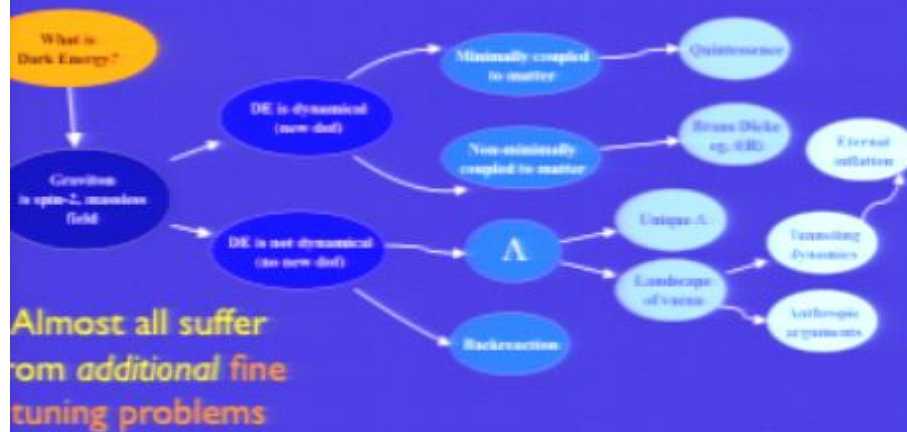 What is
Dark Energy?
Graviton
is spin-2, massless
field
DE is dynamical
(new dof)
DE is not dynamical
(no new dof)
Minimally coupled
to matter
Non-minimally
coupled to matter
Λ
Backreaction
Quintessence
Brans Dicke
eg, f(R)
Unique Λ
Landscape
of vacua
Tunneling
dynamics
Anthropic
arguments
Eternal
inflation
Almost all suffer
rom additional fine
tuning problems